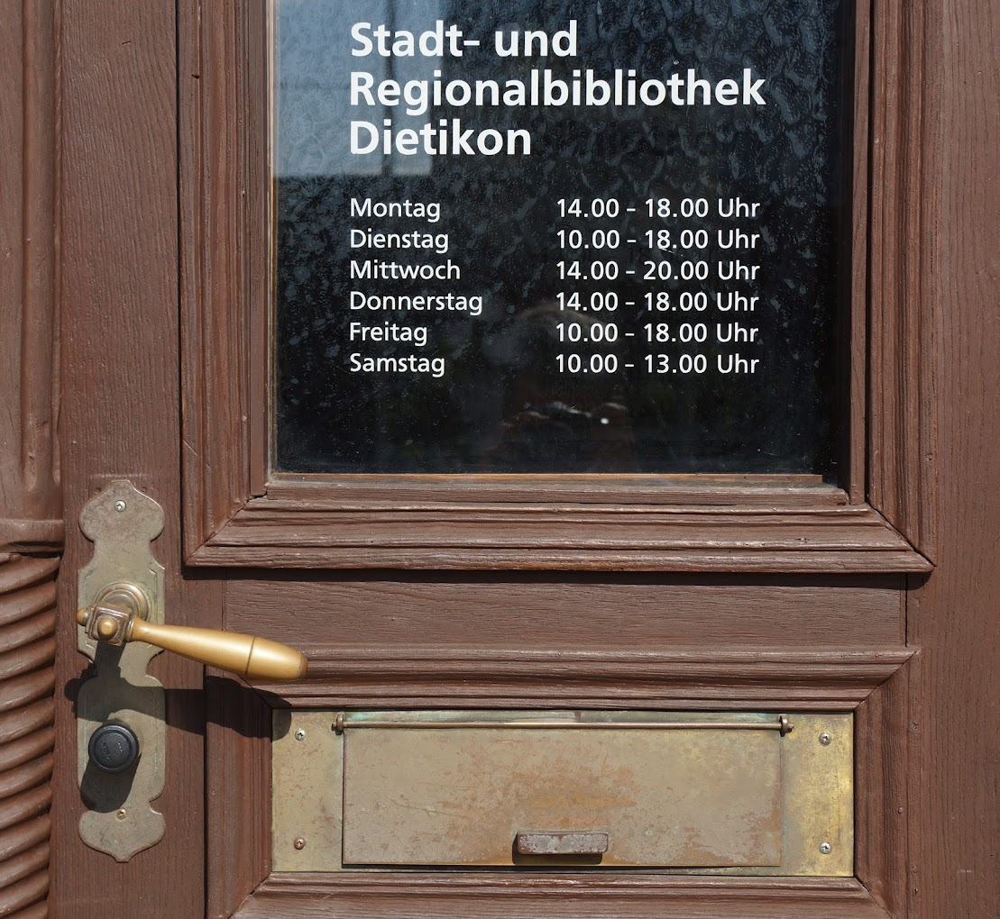 Stadt- und
Regionalbibliothek
Dietikon
Montag 14.00 - 18.00 Uhr
Dienstag 10.00 - 18.00 Uhr
Mittwoch 14.00 - 20.00 Uhr
Donnerstag 14.00 - 18.00 Uhr
Freitag 10.00 - 18.00 Uhr
Samstag 10.00 - 13.00 Uhr